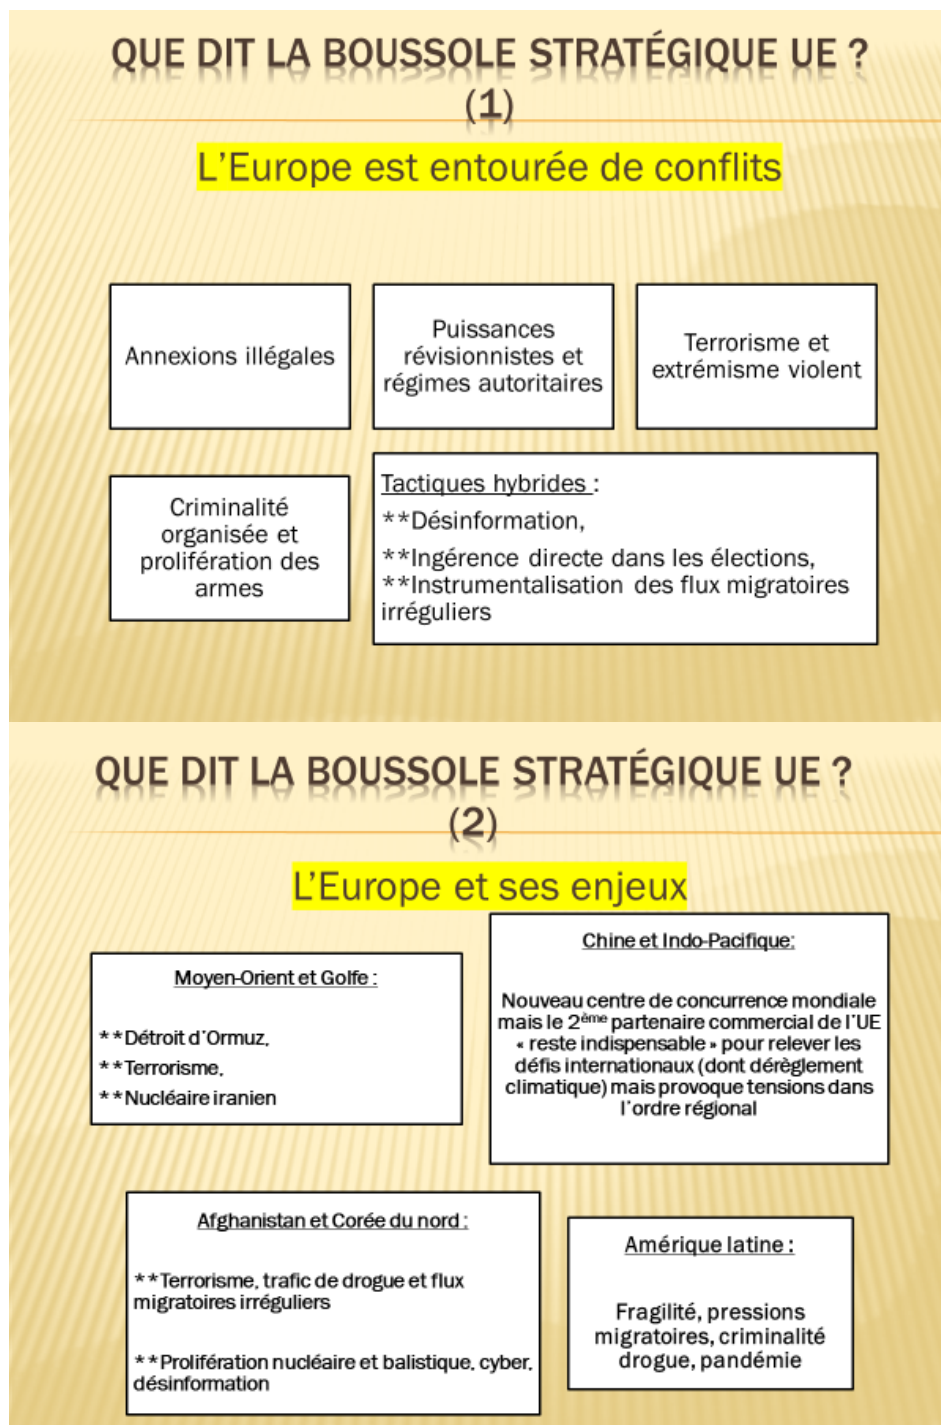 QUE DIT LA BOUSSOLE STRATÉGIQUE UE ?
(1)
L'Europe est entourée de conflits
Annexions illégales
Puissances
révisionnistes et
régimes autoritaires
Terrorisme et
extrémisme violent
Criminalité
organisée et
prolifération des
armes
Tactiques hybrides :
**Désinformation,
**Ingérence directe dans les élections,
**Instrumentalisation des flux migratoires
irréguliers
QUE DIT LA BOUSSOLE STRATÉGIQUE UE ?
(2)
L'Europe et ses enjeux
Moyen-Orient et Golfe :
**Détroit d'Ormuz,
**Terrorisme,
**Nucléaire iranien
Chine et Indo-Pacifique:
Nouveau centre de concurrence mondiale
mais le 2ème partenaire commercial de l'UE
« reste indispensable » pour relever les
défis internationaux (dont dérèglement
climatique) mais provoque tensions dans
l'ordre régional
Afghanistan et Corée du nord :
**Terrorisme, trafic de drogue et flux
migratoires irréguliers
**Prolifération nucléaire et balistique, cyber,
désinformation
Amérique latine :
Fragilité, pressions
migratoires, criminalité
drogue, pandémie